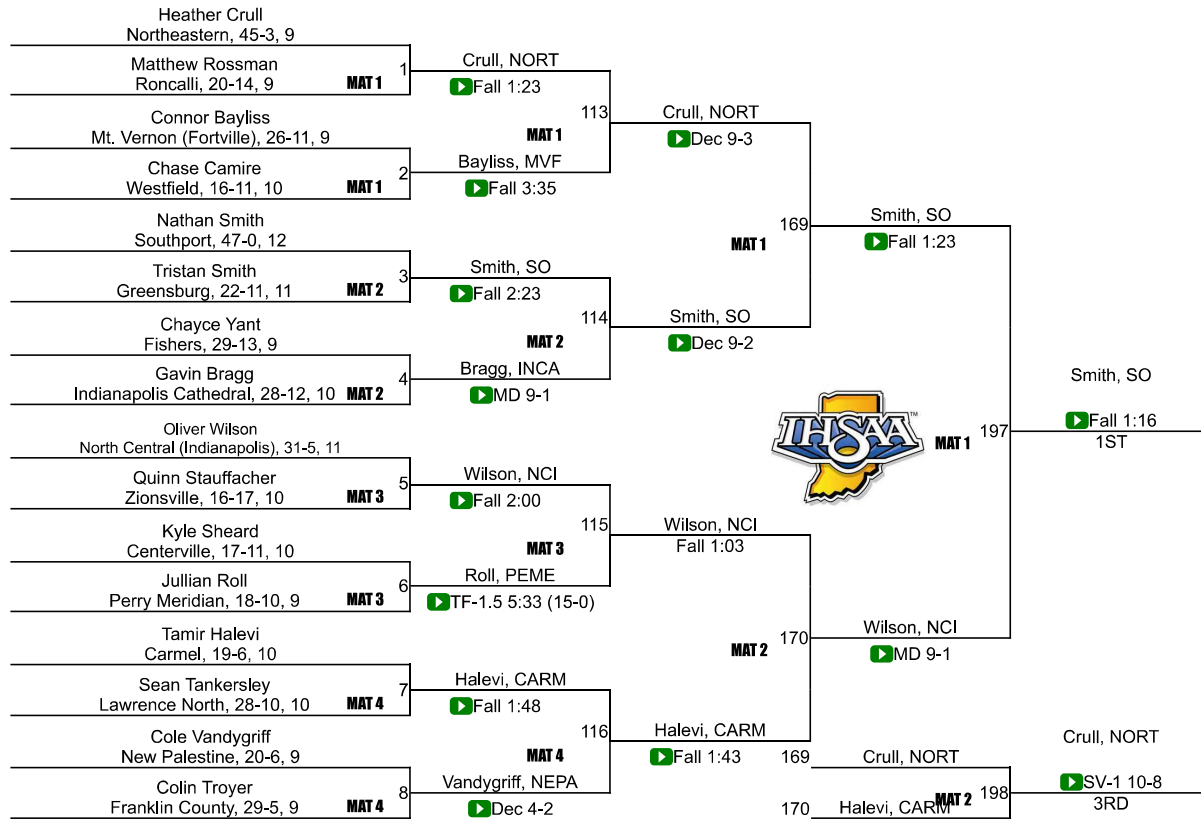 Heather Crull
Northeastern, 45-3, 9
Matthew Rossman
Roncalli, 20-14, 9
MAT 1
1
Connor Bayliss
Mt. Vernon (Fortville), 26-11, 9
Chase Camire
Westfield, 16-11, 10
MAT 1
2
Nathan Smith
Southport, 47-0, 12
Tristan Smith
Greensburg, 22-11, 11
MAT 2
3
Chayce Yant
Fishers, 29-13, 9
Gavin Bragg
Indianapolis Cathedral, 28-12, 10
MAT 2
4
Oliver Wilson
North Central (Indianapolis), 31-5, 11
Quinn Stauffacher
Zionsville, 16-17, 10
MAT 3
5
Kyle Sheard
Centerville, 17-11, 10
Jullian Roll
Perry Meridian, 18-10, 9
MAT 3
6
Tamir Halevi
Carmel, 19-6, 10
Sean Tankersley
Lawrence North, 28-10, 10
MAT 4
7
Cole Vandygriff
New Palestine, 20-6, 9
Colin Troyer
Franklin County, 29-5, 9
MAT 4
8
Crull, NORT
Fall 1:23
113
MAT 1
Bayliss, MVF
Fall 3:35
Smith, SO
Fall 2:23
114
MAT 2
Bragg, INCA
MD 9-1
Wilson, NCI
Fall 2:00
115
MAT 3
Roll, PEME
TF-1.5 5:33 (15-0)
Halevi, CARM
Fall 1:48
116
MAT 4
Vandygriff, NEPA
Dec 4-2
Crull, NORT
Dec 9-3
169
MAT 1
Smith, SO
Dec 9-2
Wilson, NCI
Fall 1:03
170
MAT 2
Halevi, CARM
Fall 1:43
Smith, SO
Fall 1:23
IHSAA™
MAT 1
197
Wilson, NCI
MD 9-1
Smith, SO
Fall 1:16
1ST
169
Crull, NORT
170
Halevi, CARM
MAT 2
198
Crull, NORT
SV-1 10-8
3RD